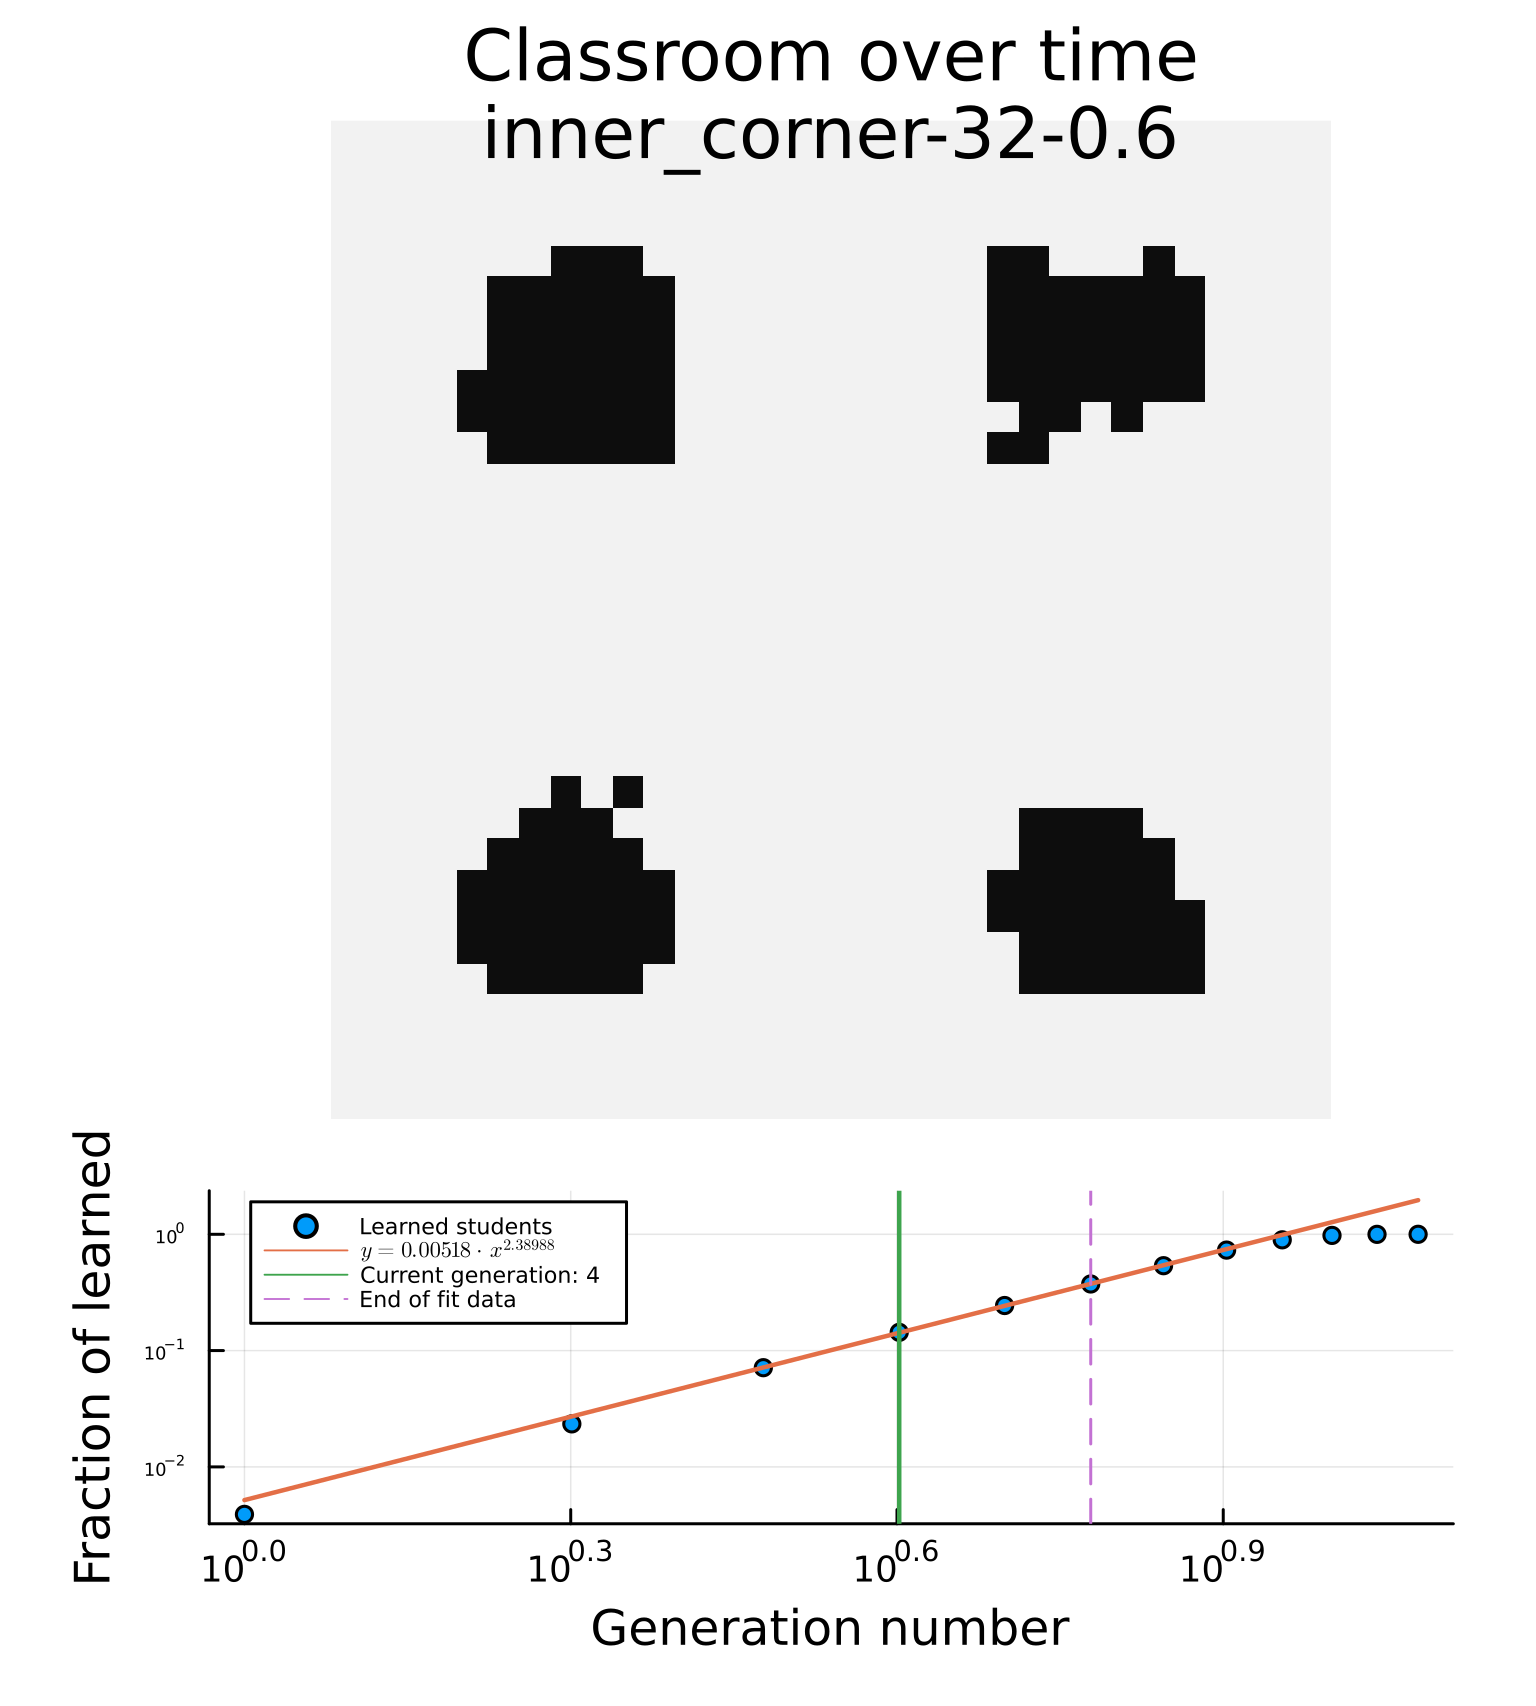 Classroom over time
inner_corner-32-0.6
Fraction of learned
10^0
10^−1
10^−2
Learned students
y = 0.00518 · x^2.38988
Current generation: 4
End of fit data
10^0.0 10^0.3 10^0.6 10^0.9
Generation number